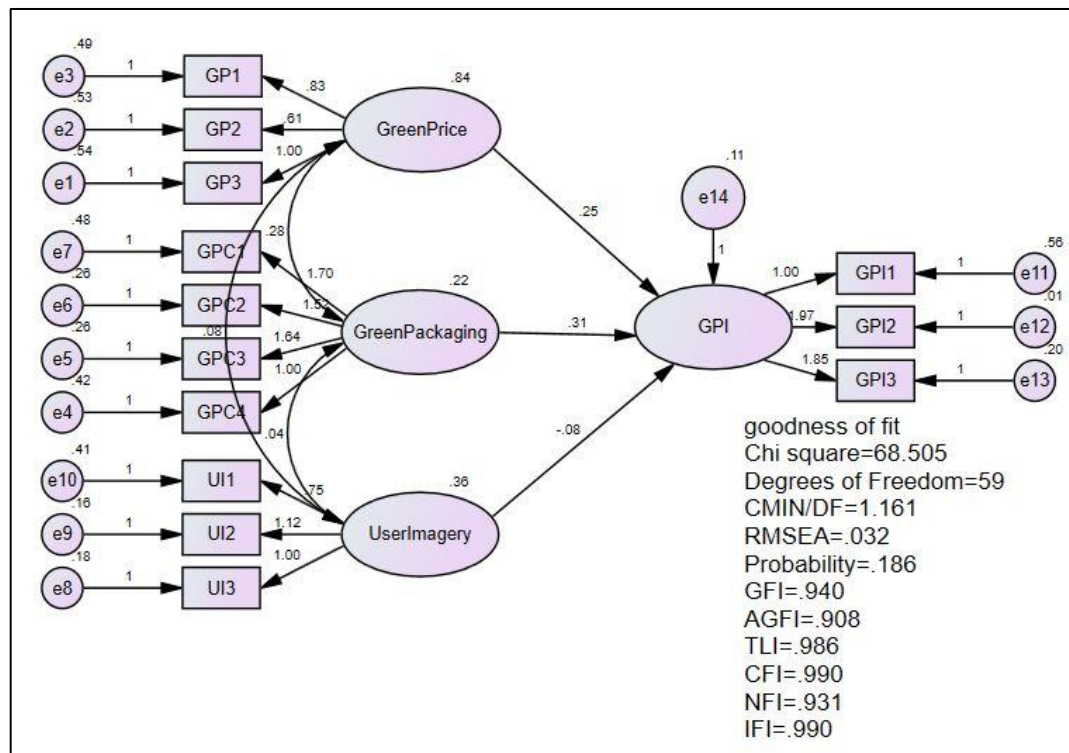 .49
e3 1 GP1
.83
.84
.53
e2 1 GP2
.61
GreenPrice
.54
e1 1 GP3
1.00
.11
e14
.25
1
.48
e7 1 GPC1
.28
1.70
.26
e6 1 GPC2
1.52
.22
GreenPackaging
.31
.26
e5 1 GPC3
.08
1.64
.42
e4 1 GPC4
1.00
GPI
1.00
GPI1 1 e11
.56
1.97
GPI2 1 e12
.01
1.85
GPI3 1 e13
.20
.04
-.08
.41
e10 1 UI1
.75
.36
.16
e9 1 UI2
1.12
UserImagery
.18
e8 1 UI3
1.00
goodness of fit
Chi square=68.505
Degrees of Freedom=59
CMIN/DF=1.161
RMSEA=.032
Probability=.186
GFI=.940
AGFI=.908
TLI=.986
CFI=.990
NFI=.931
IFI=.990